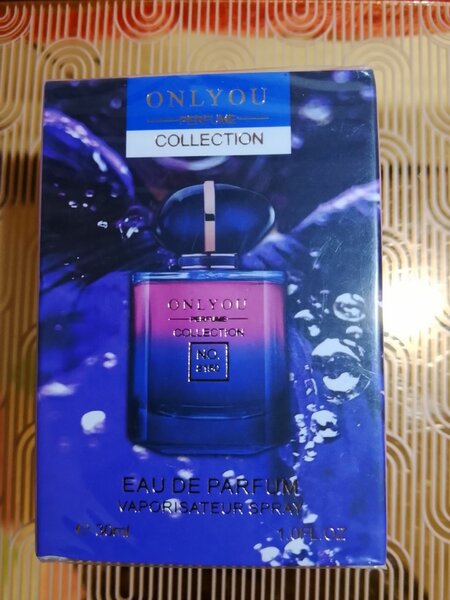 ONLYOU
PERFUME
COLLECTION
ONLYOU
PERFUME
COLLECTION
NO.
EAU DE PARFUM
VAPORISATEUR SPRAY
℮ 30ml
1.0FL.OZ